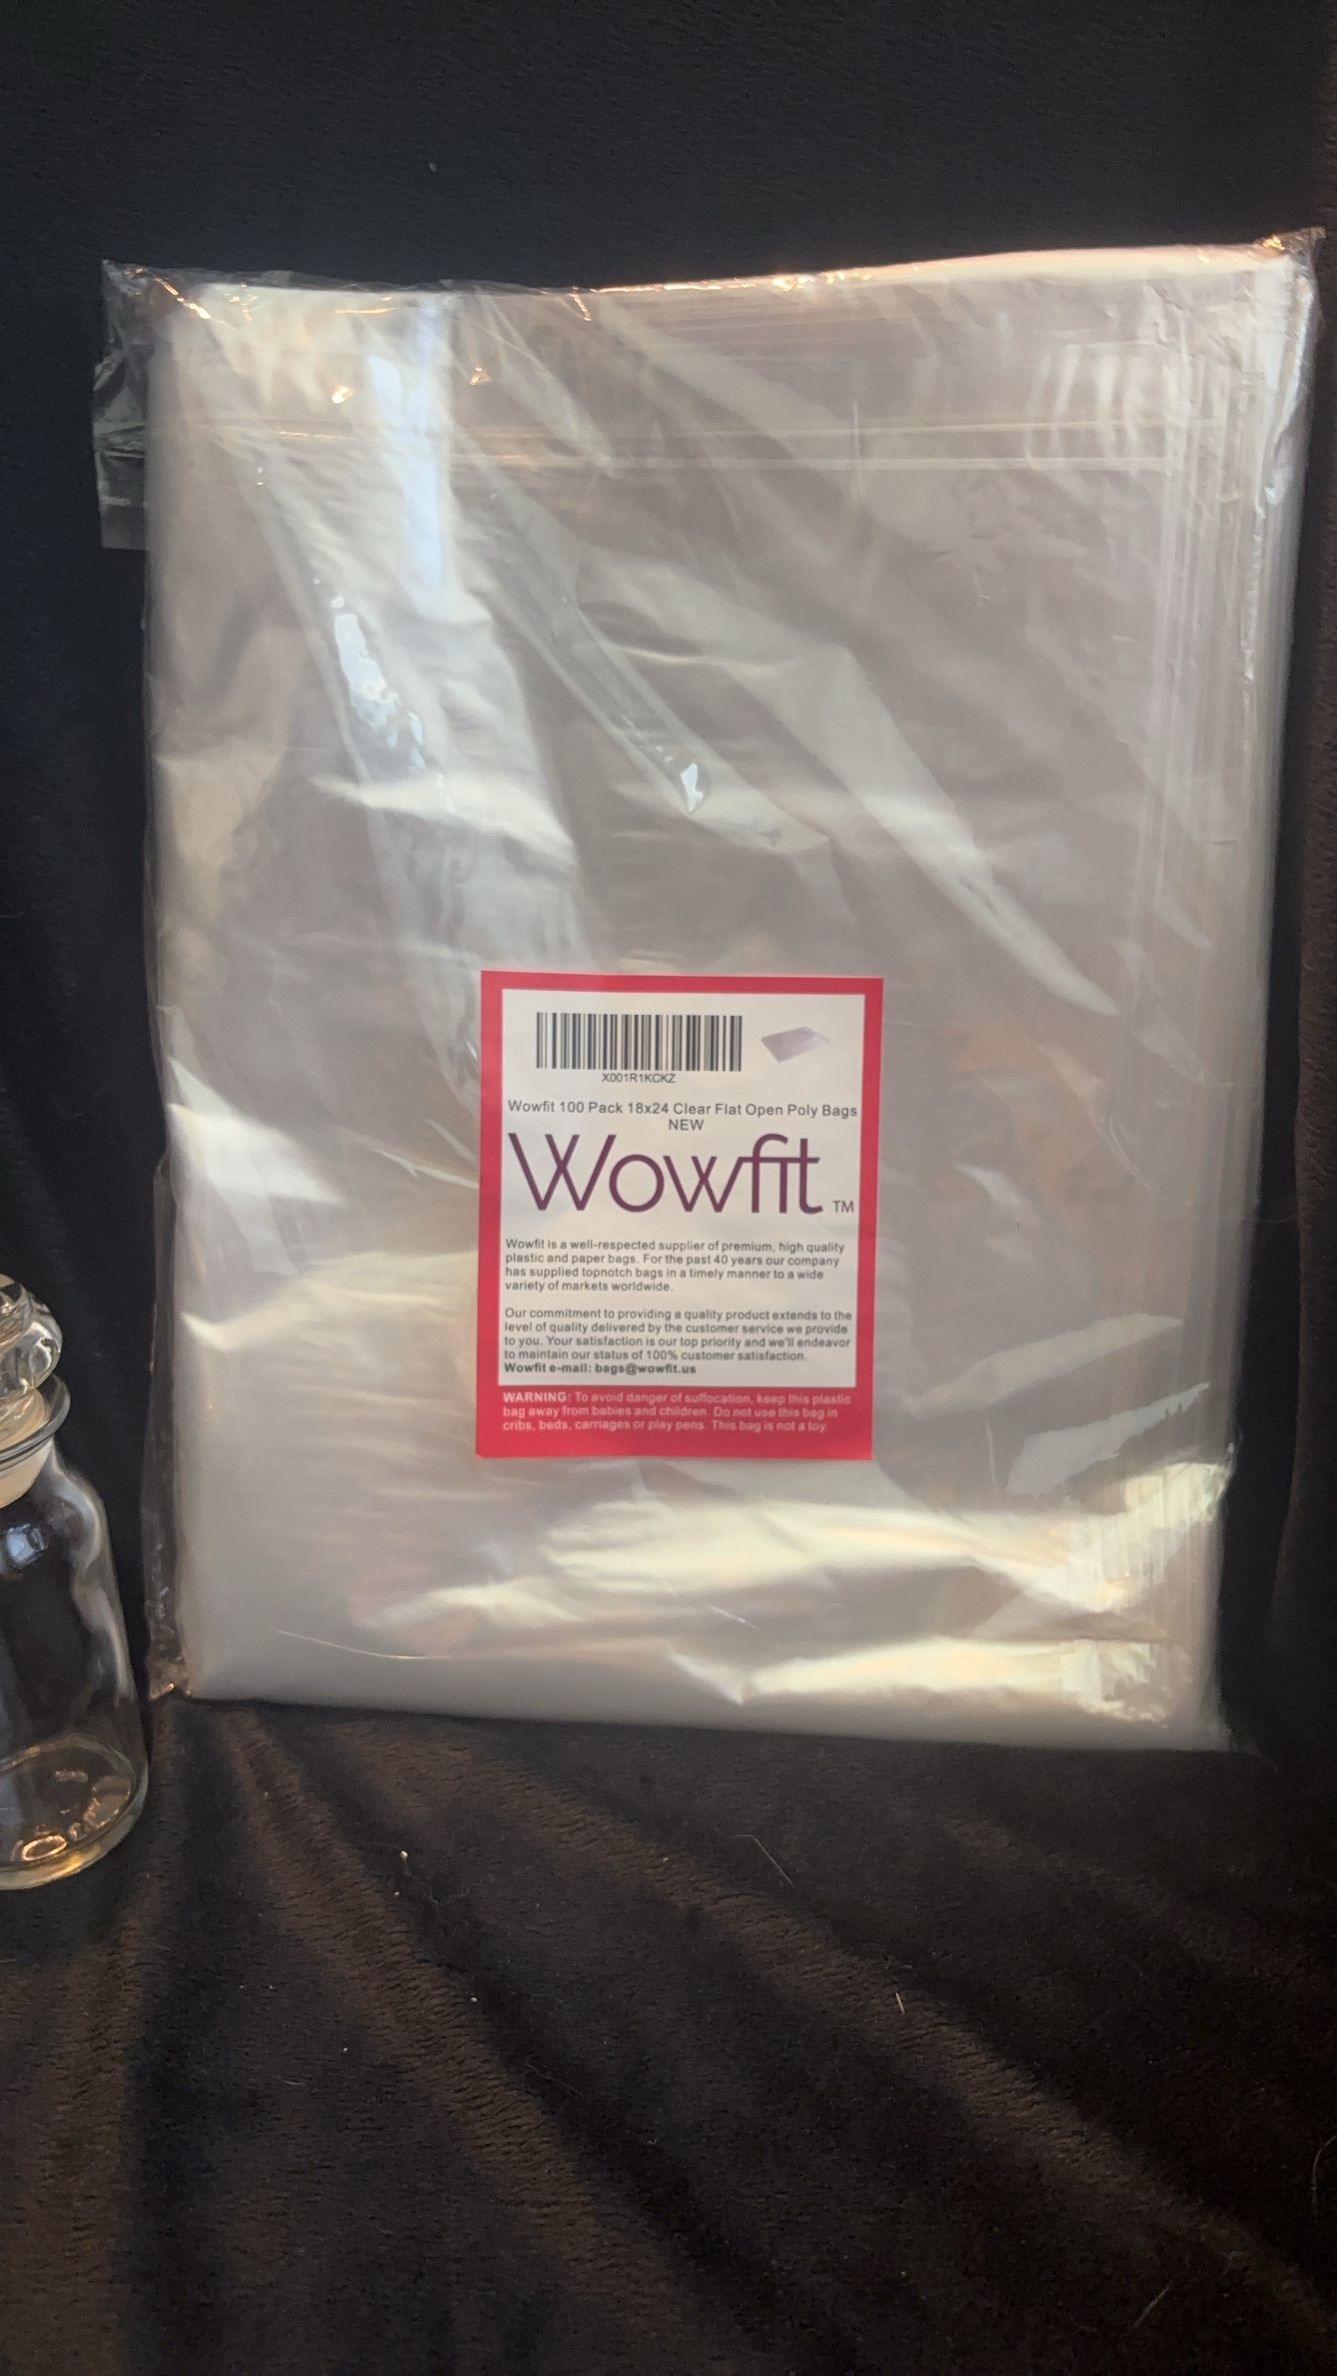 X001R1KCKZ
Wowfit 100 Pack 18x24 Clear Flat Open Poly Bags
NEW
Wowfit TM
Wowfit is a well-respected supplier of premium, high quality
plastic and paper bags. For the past 40 years our company
has supplied topnotch bags in a timely manner to a wide
variety of markets worldwide.
Our commitment to providing a quality product extends to the
level of quality delivered by the customer service we provide
to you. Your satisfaction is our top priority and we'll endeavor
to maintain our status of 100% customer satisfaction.
Wowfit e-mail: bags@wowfit.us
WARNING: To avoid danger of suffocation, keep this plastic
bag away from babies and children. Do not use this bag in
cribs, beds, carriages or play pens. This bag is not a toy.